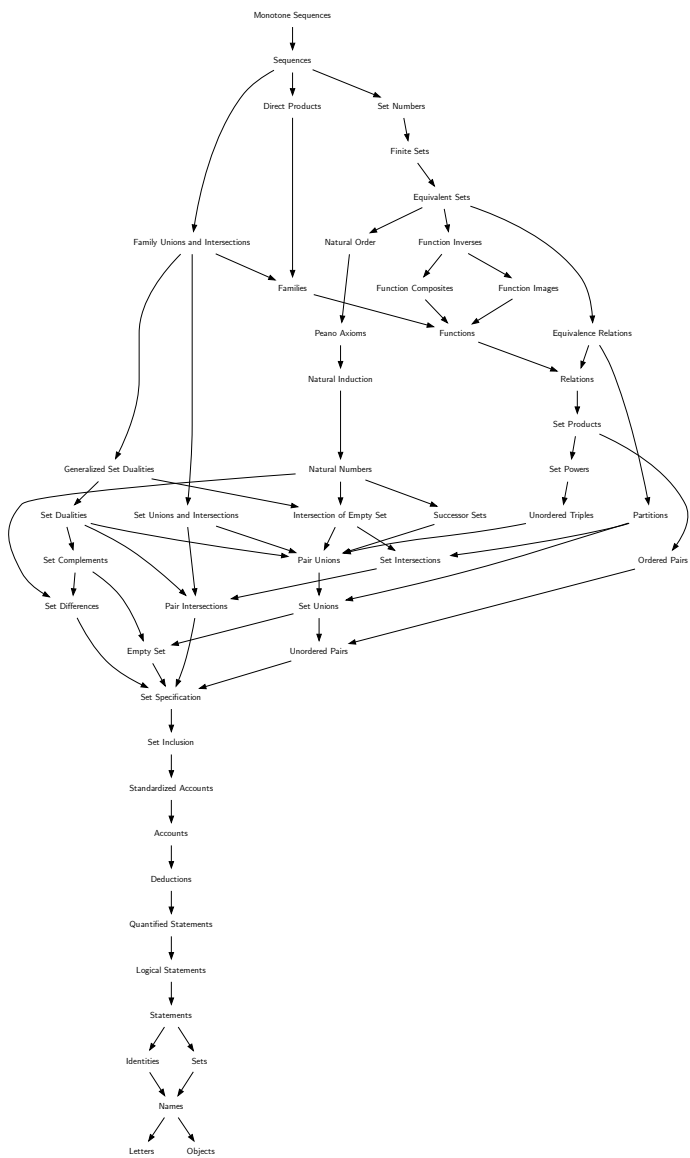 Monotone Sequences
Sequences
Direct Products
Set Numbers
Finite Sets
Equivalent Sets
Family Unions and Intersections
Natural Order
Function Inverses
Families
Function Composites
Function Images
Peano Axioms
Functions
Equivalence Relations
Natural Induction
Relations
Set Products
Generalized Set Dualities
Natural Numbers
Set Powers
Set Dualities
Set Unions and Intersections
Intersection of Empty Set
Successor Sets
Unordered Triples
Partitions
Set Complements
Pair Unions
Set Intersections
Ordered Pairs
Set Differences
Pair Intersections
Set Unions
Empty Set
Unordered Pairs
Set Specification
Set Inclusion
Standardized Accounts
Accounts
Deductions
Quantified Statements
Logical Statements
Statements
Identities
Sets
Names
Letters
Objects